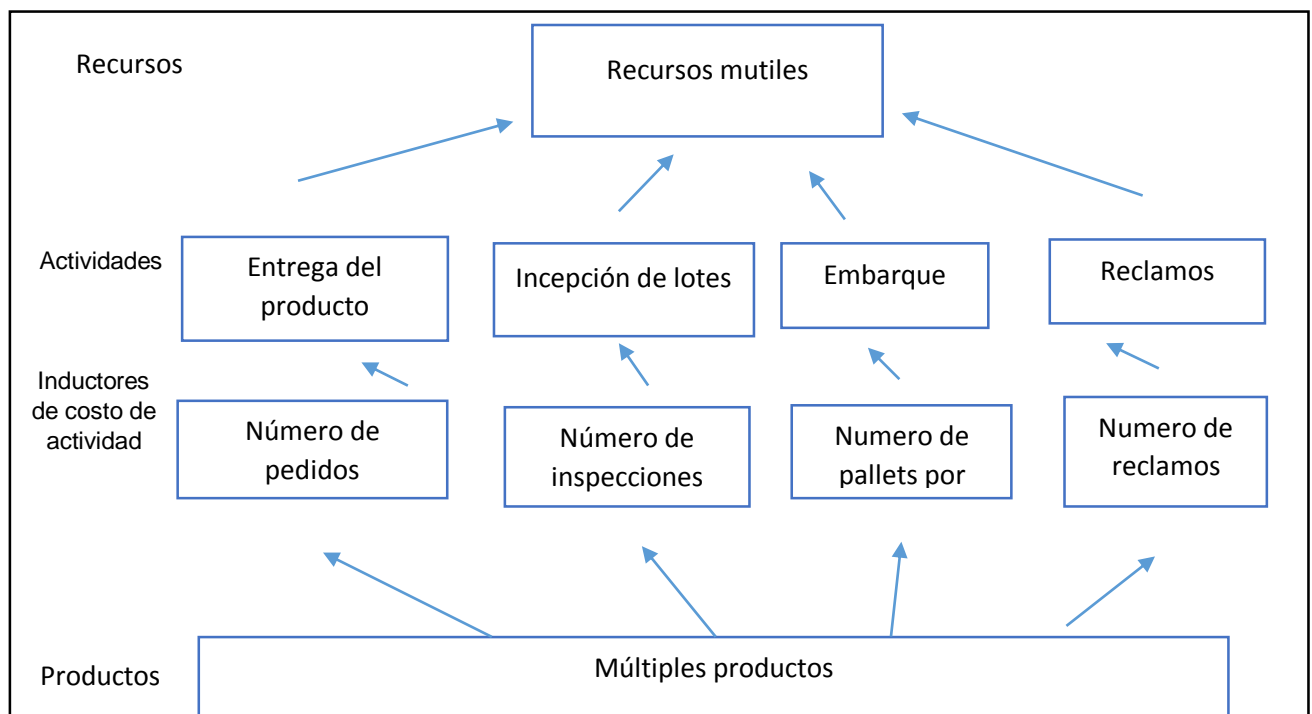 Recursos
Recursos mutiles
Actividades
Entrega del
producto
Incepción de lotes
Embarque
Reclamos
Inductores
de costo de
actividad
Número de
pedidos
Número de
inspecciones
Numero de
pallets por
Numero de
reclamos
Productos
Múltiples productos